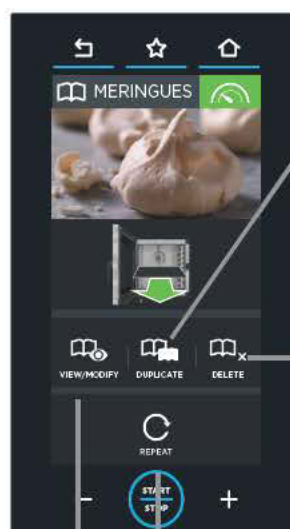 MERINGUES
VIEW/MODIFY DUPLICATE DELETE
REPEAT
START
- +
STOP